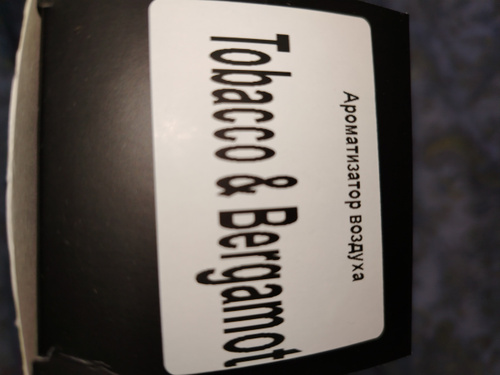 Ароматизатор воздуха
Tobacco & Bergamot